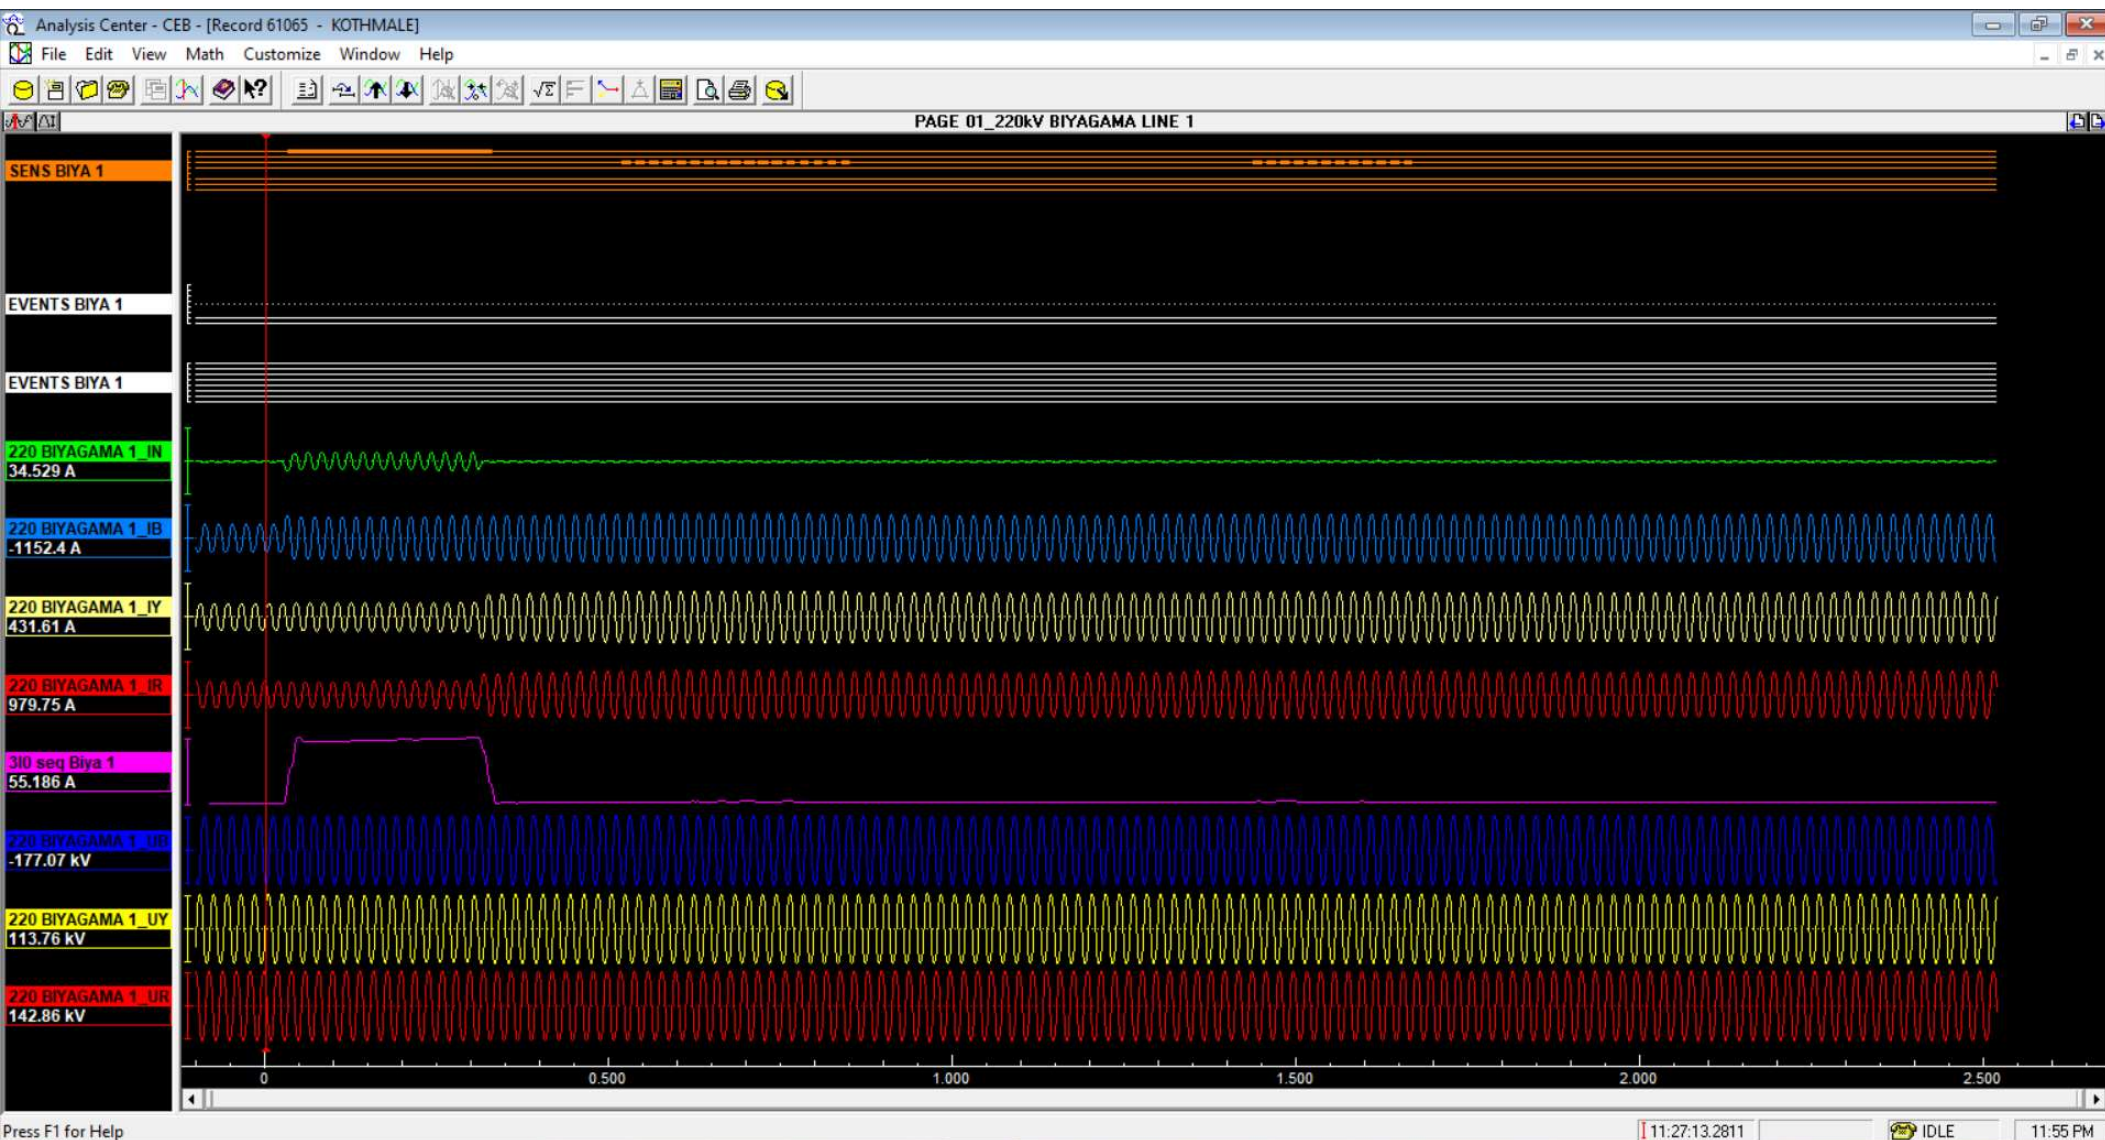 Analysis Center - CEB - [Record 61065 - KOTHMALE]
File Edit View Math Customize Window Help
PAGE 01_220kV BIYAGAMA LINE 1
SENS BIYA 1
EVENTS BIYA 1
EVENTS BIYA 1
220 BIYAGAMA 1_IN
34.529 A
220 BIYAGAMA 1_IB
-1152.4 A
220 BIYAGAMA 1_IY
431.61 A
220 BIYAGAMA 1_IR
979.75 A
3I0 seq Biya 1
55.186 A
220 BIYAGAMA 1_UB
-177.07 kV
220 BIYAGAMA 1_UY
113.76 kV
220 BIYAGAMA 1_UR
142.86 kV
0 0.500 1.000 1.500 2.000 2.500
Press F1 for Help 11:27:13.2811 IDLE 11:55 PM